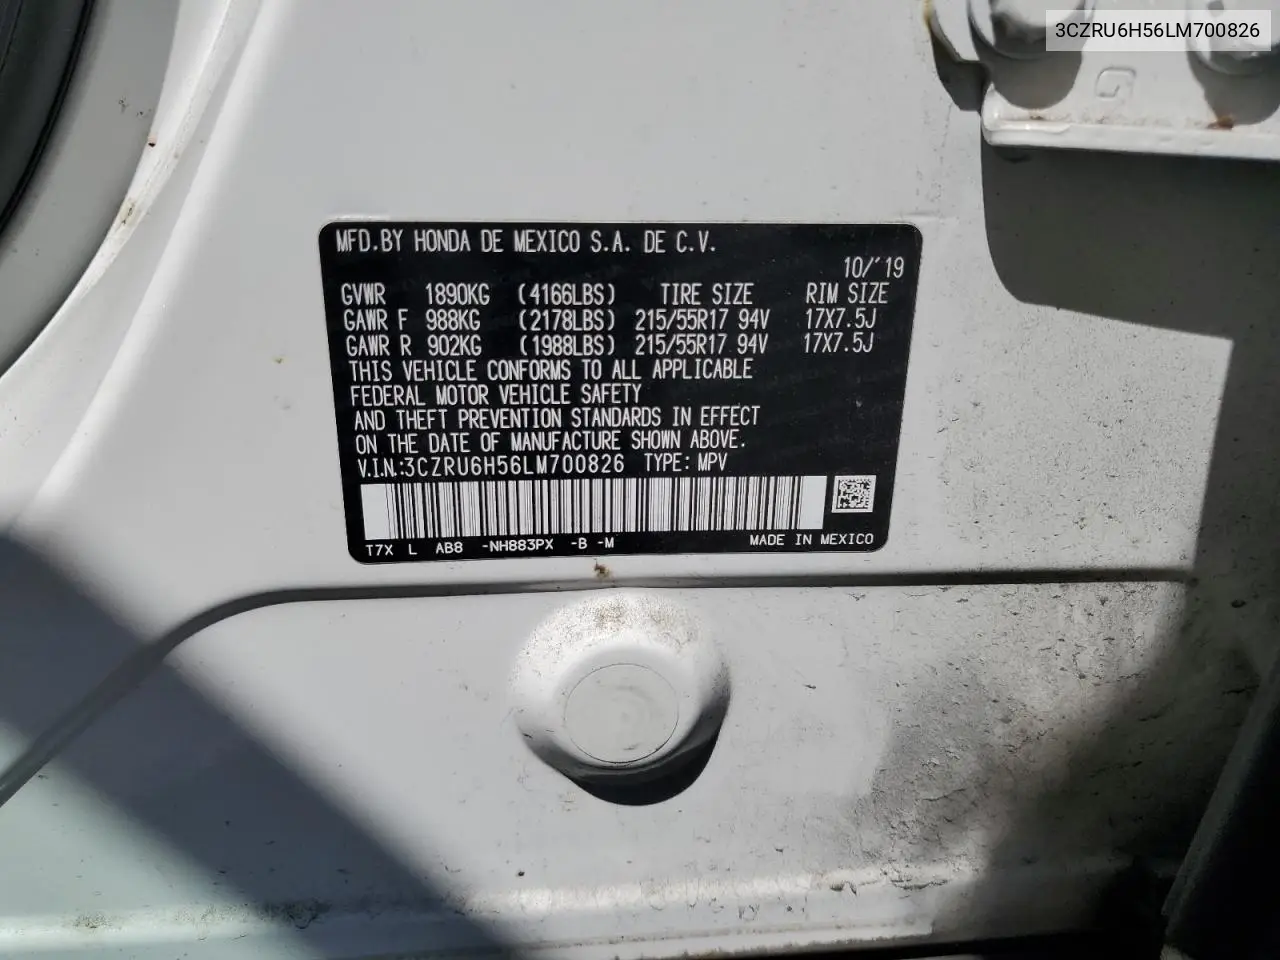 3CZRU6H56LM700826
G
MFD.BY HONDA DE MEXICO S.A. DE C.V.
10/'19
GVWR 1890KG (4166LBS) TIRE SIZE RIM SIZE
GAWR F 988KG (2178LBS) 215/55R17 94V 17X7.5J
GAWR R 902KG (1988LBS) 215/55R17 94V 17X7.5J
THIS VEHICLE CONFORMS TO ALL APPLICABLE
FEDERAL MOTOR VEHICLE SAFETY
AND THEFT PREVENTION STANDARDS IN EFFECT
ON THE DATE OF MANUFACTURE SHOWN ABOVE.
V.I.N.:3CZRU6H56LM700826 TYPE: MPV
T7X L AB8 -NH883PX -B -M MADE IN MEXICO